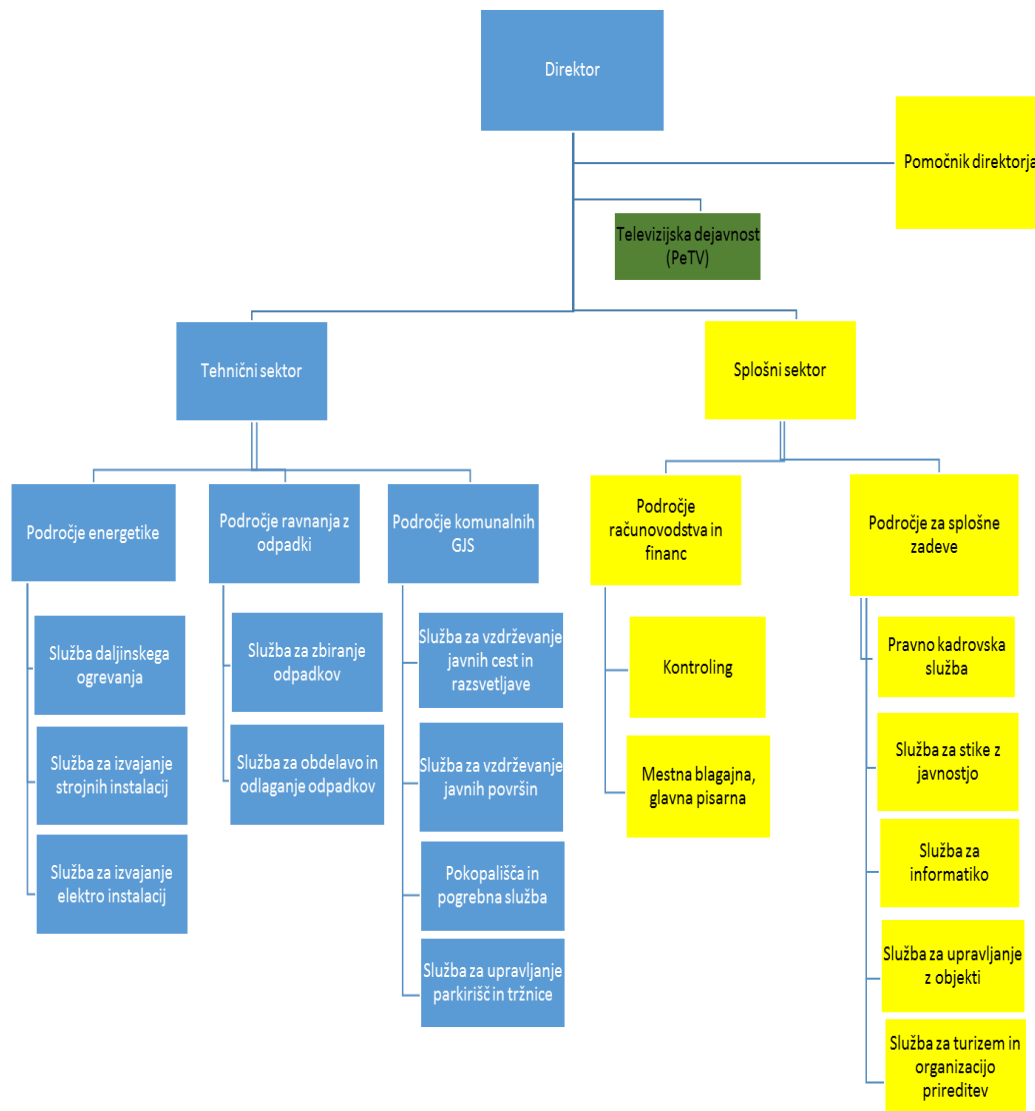 Direktor
Pomočnik direktorja
Televizijska dejavnost
(PeTV)
Tehnični sektor
Splošni sektor
Področje energetike
Področje ravnanja z
odpadki
Področje komunalnih
GJS
Področje
računovodstva in
financ
Področje za splošne
zadeve
Služba daljinskega
ogrevanja
Služba za izvajanje
strojnih instalacij
Služba za izvajanje
elektro instalacij
Služba za zbiranje
odpadkov
Služba za obdelavo in
odlaganje odpadkov
Služba za vzdrževanje
javnih cest in
razsvetljave
Služba za vzdrževanje
javnih površin
Pokopališča in
pogrebna služba
Služba za upravljanje
parkirišč in tržnice
Kontroling
Mestna blagajna,
glavna pisarna
Pravno kadrovska
služba
Služba za stike z
javnostjo
Služba za
informatiko
Služba za upravljanje
z objekti
Služba za turizem in
organizacijo
prireditev